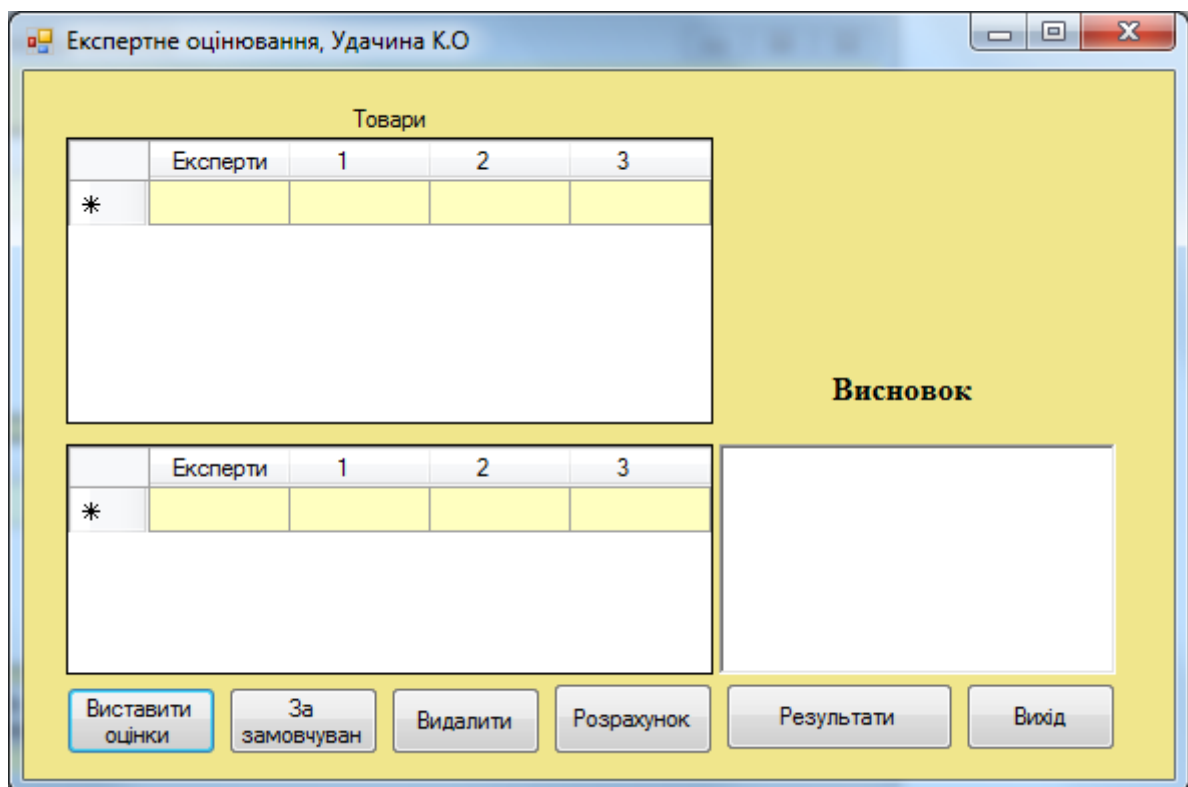 Експертне оцінювання, Удачина К.О
Товари
Експерти 1 2 3
Висновок
Експерти 1 2 3
Виставити
оцінки
За
замовчуван
Видалити
Розрахунок
Результати
Вихід